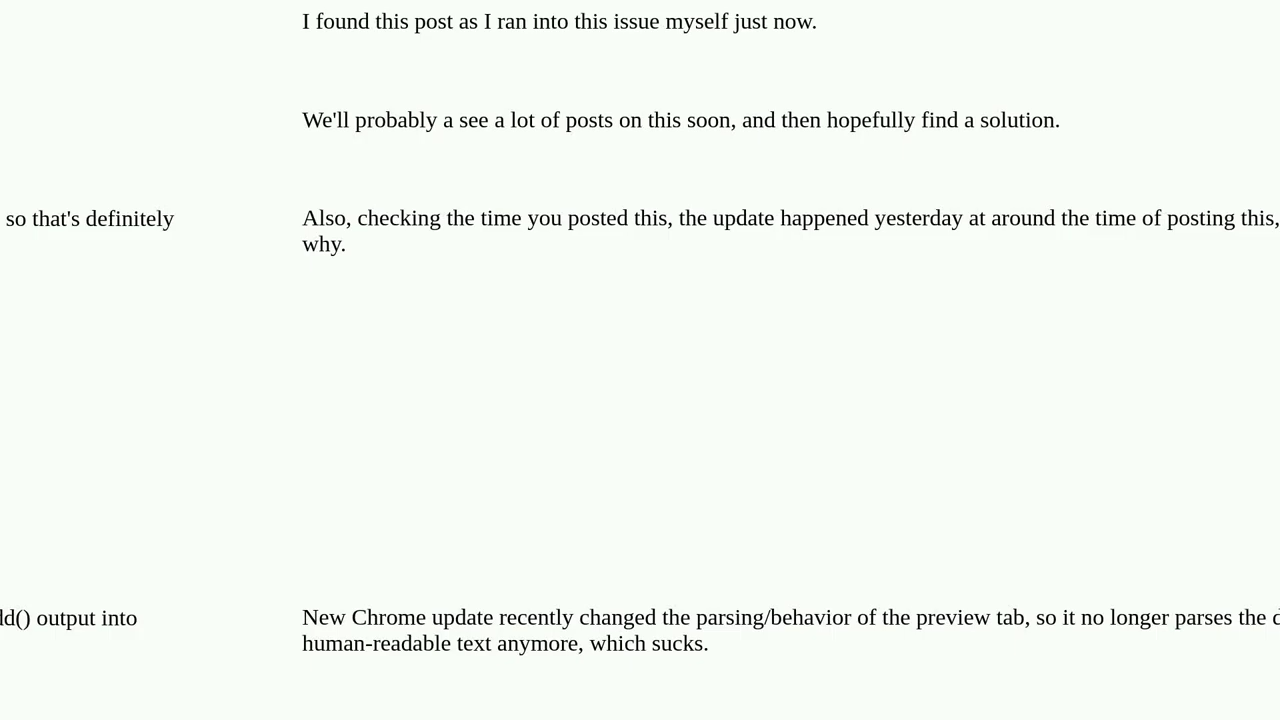 I found this post as I ran into this issue myself just now.
We'll probably a see a lot of posts on this soon, and then hopefully find a solution.
so that's definitely
Also, checking the time you posted this, the update happened yesterday at around the time of posting this,
why.
output into
New Chrome update recently changed the parsing/behavior of the preview tab, so it no longer parses the
human-readable text anymore, which sucks.